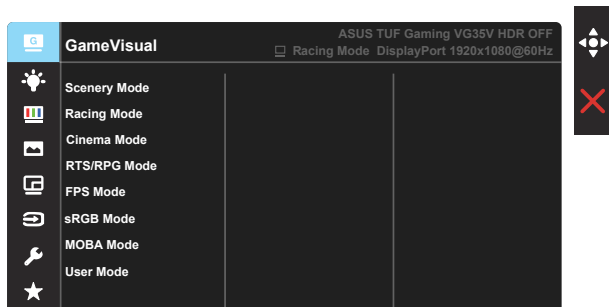 G
GameVisual
ASUS TUF Gaming VG35V HDR OFF
Racing Mode DisplayPort 1920x1080@60Hz
Scenery Mode
Racing Mode
Cinema Mode
RTS/RPG Mode
FPS Mode
sRGB Mode
MOBA Mode
User Mode